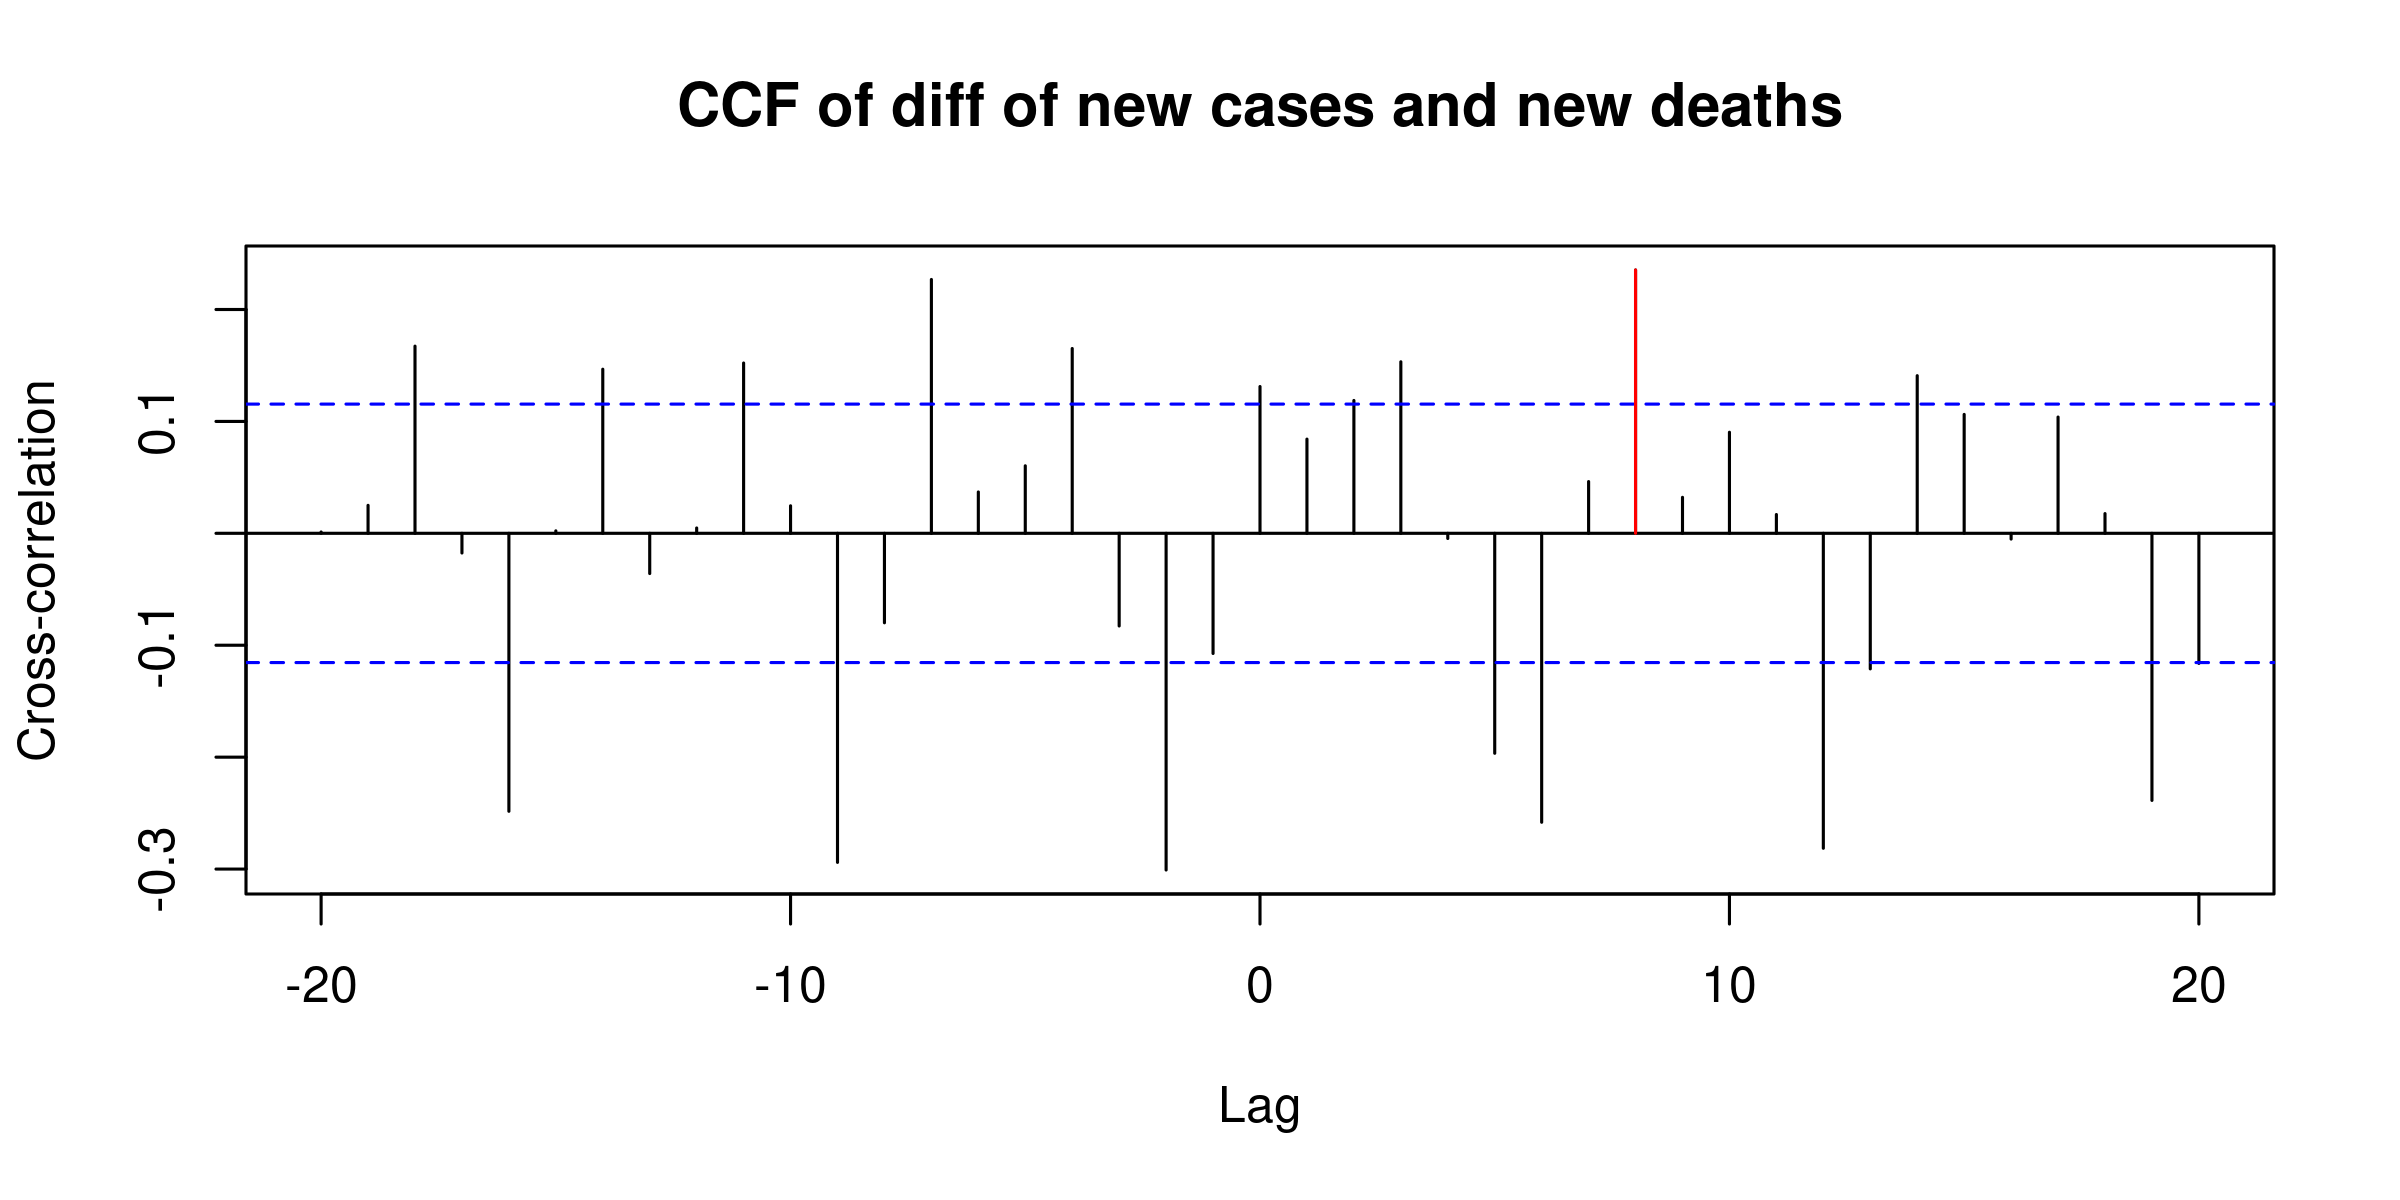 CCF of diff of new cases and new deaths
Cross-correlation
0.1
-0.1
-0.3
-20 -10 0 10 20
Lag